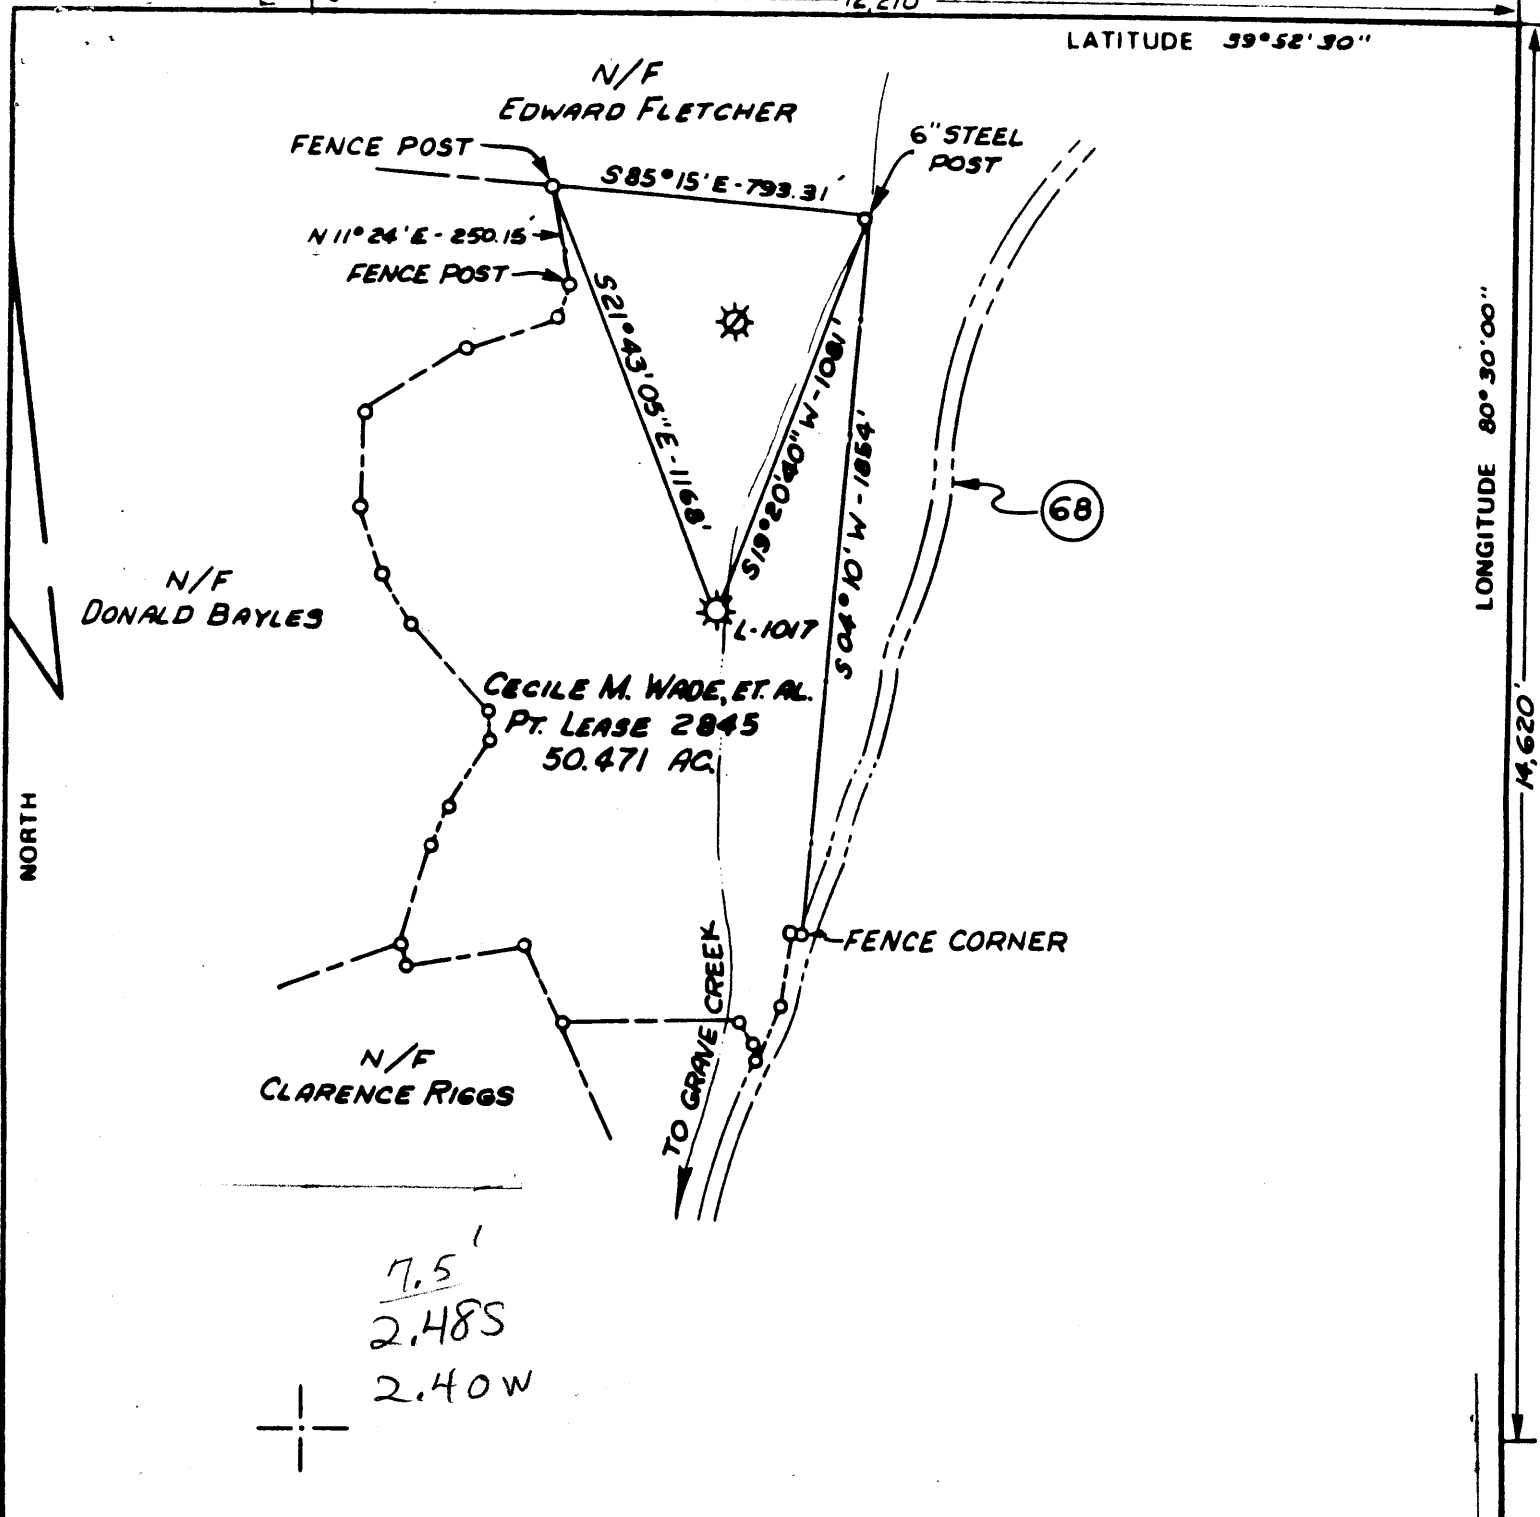 12,210
LATITUDE 39°52'30"
N/F
EDWARD FLETCHER
FENCE POST
6" STEEL
POST
S85°15'E-793.31'
N 11°24'E-250.15'
FENCE POST
S21°43'05"E-1168'
S19°20'40"W-1081'
S04°10'W-1854'
LONGITUDE 80°30'00"
68
N/F
DONALD BAYLES
L-1017
CECILE M. WADE, ET. AL.
PT. LEASE 2845
50.471 AC.
14,620'
NORTH
FENCE CORNER
TO GRAVE CREEK
N/F
CLARENCE RIGGS
7.5'
2.48S
2.40W